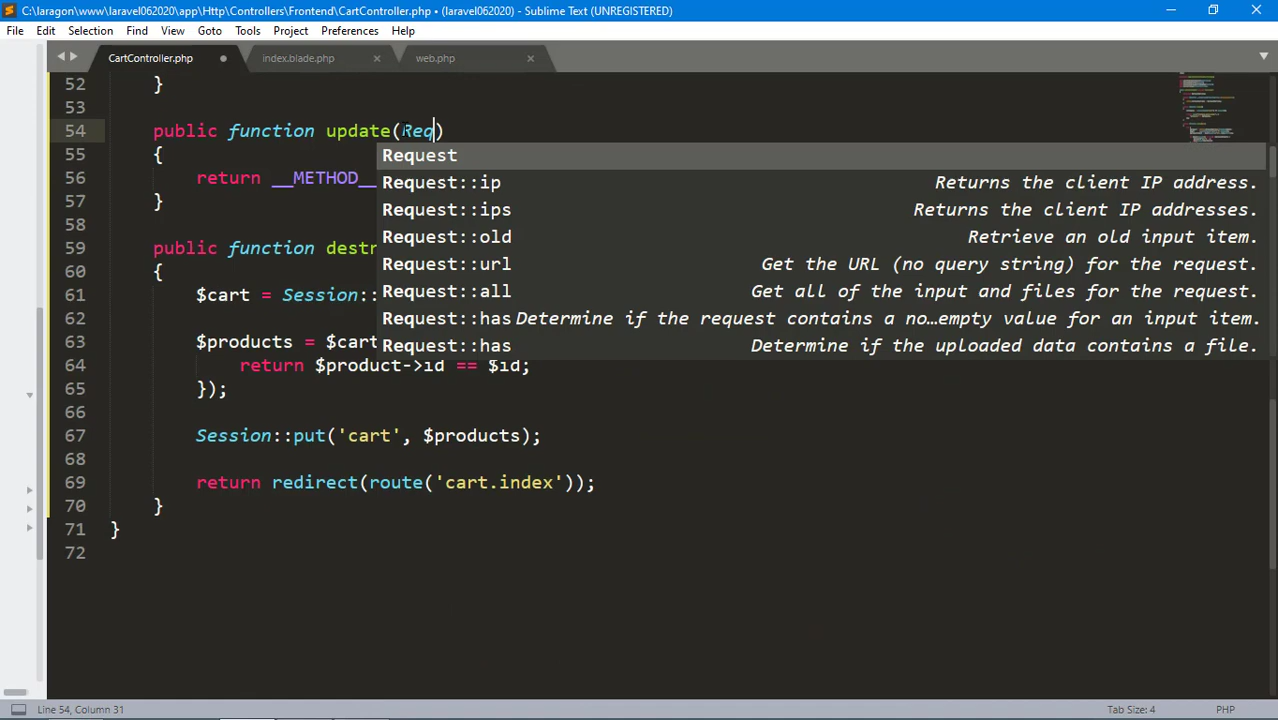 C:\laragon\www\laravel062020\app\Http\Controllers\Frontend\CartController.php • (laravel062020) - Sublime Text (UNREGISTERED)
File Edit Selection Find View Goto Tools Project Preferences Help
CartController.php index.blade.php web.php
52 }
53
54 public function update(Req)
Request
55 {
Request::ip Returns the client IP address.
56 return __METHOD__
Request::ips Returns the client IP addresses.
57 }
58
Request::old Retrieve an old input item.
59 public function destr
Request::url Get the URL (no query string) for the request.
60 {
Request::all Get all of the input and files for the request.
61 $cart = Session::
Request::has Determine if the request contains a no…empty value for an input item.
62
63 $products = $cart
Request::has Determine if the uploaded data contains a file.
64 return $product->id == $id;
65 });
66
67 Session::put('cart', $products);
68
69 return redirect(route('cart.index'));
70 }
71 }
72
Line 54, Column 31 Tab Size: 4 PHP